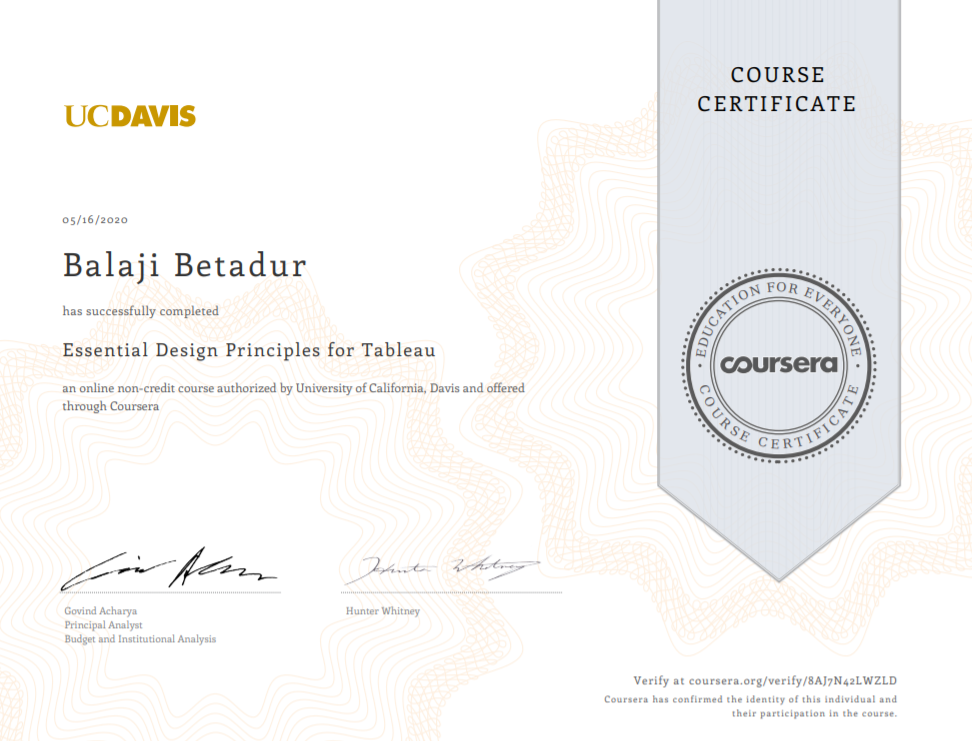 COURSE
CERTIFICATE
UCDAVIS
05/16/2020
Balaji Betadur
has successfully completed
Essential Design Principles for Tableau
an online non-credit course authorized by University of California, Davis and offered
through Coursera
EDUCATION FOR EVERYONE
coursera
COURSE CERTIFICATE
Govind Acharya
Principal Analyst
Budget and Institutional Analysis
Hunter Whitney
Hunter Whitney
Verify at coursera.org/verify/8AJ7N42LWZLD
Coursera has confirmed the identity of this individual and
their participation in the course.